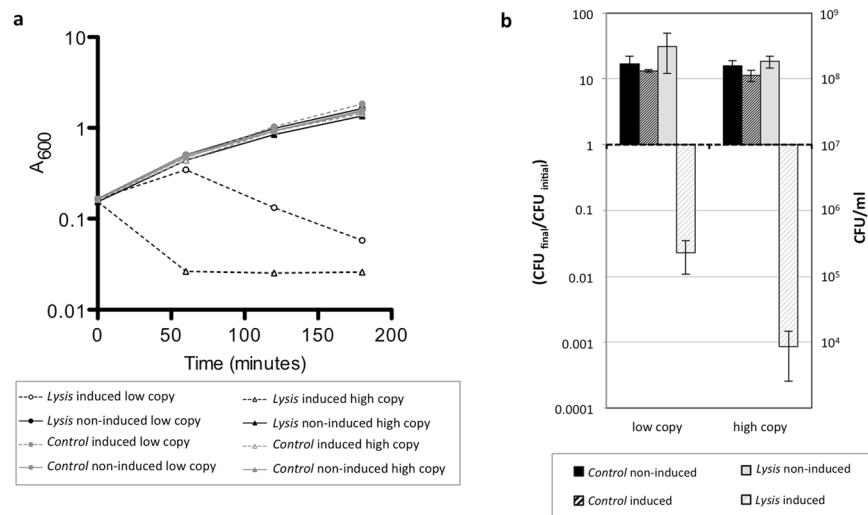 a
10
1
0.1
0.01
A600
0 50 100 150 200
Time (minutes)
Lysis induced low copy
Lysis non-induced low copy
Control induced low copy
Control non-induced low copy
Lysis induced high copy
Lysis non-induced high copy
Control induced high copy
Control non-induced high copy
b
100
10
1
0.1
0.01
0.001
0.0001
(CFU final/CFU initial)
10⁹
10⁸
10⁷
10⁶
10⁵
10⁴
CFU/ml
low copy high copy
Control non-induced
Control induced
Lysis non-induced
Lysis induced